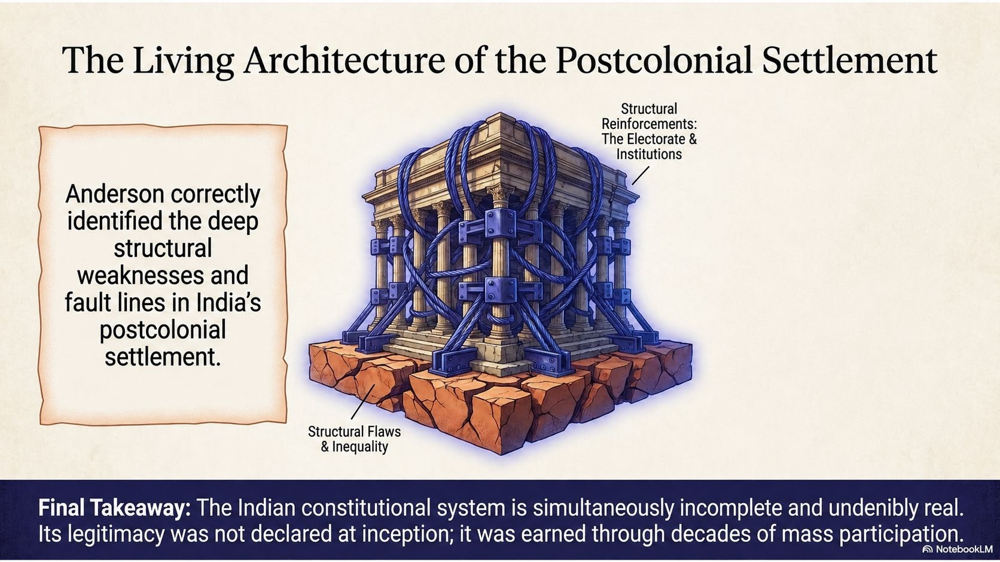 The Living Architecture of the Postcolonial Settlement
Anderson correctly
identified the deep
structural
weaknesses and
fault lines in India’s
postcolonial
settlement.
Structural
Reinforcements:
The Electorate &
Institutions
Structural Flaws
& Inequality
Final Takeaway: The Indian constitutional system is simultaneously incomplete and undenibly real.
Its legitimacy was not declared at inception; it was earned through decades of mass participation.
NotebookLM